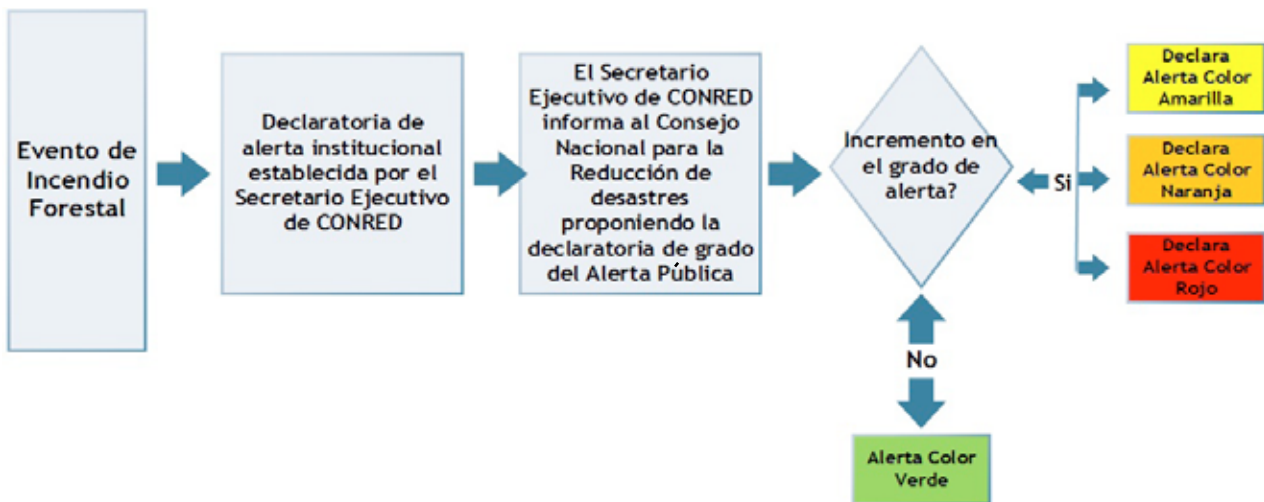 Evento de
Incendio
Forestal
Declaratoria de
alerta institucional
establecida por el
Secretario Ejecutivo
de CONRED
El Secretario
Ejecutivo de CONRED
informa al Consejo
Nacional para la
Reducción de
desastres
proponiendo la
declaratoria de grado
del Alerta Pública
Incremento en
el grado de
alerta?
Si
Declara
Alerta Color
Amarilla
Declara
Alerta Color
Naranja
Declara
Alerta Color
Rojo
No
Alerta Color
Verde